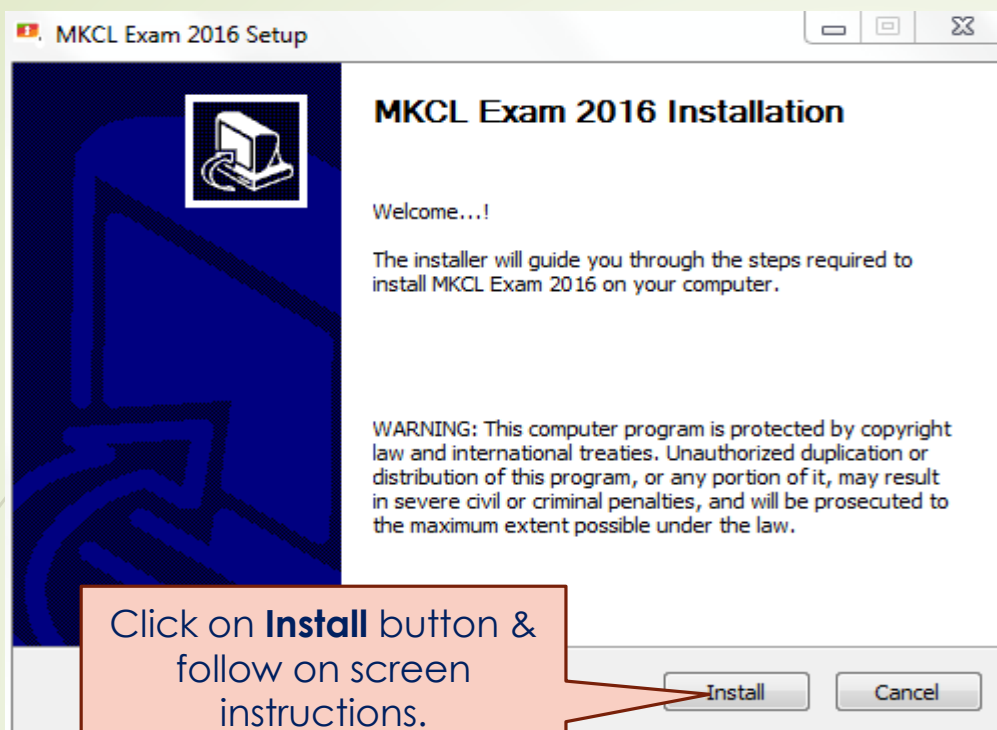 MKCL Exam 2016 Setup
MKCL Exam 2016 Installation
Welcome...!
The installer will guide you through the steps required to
install MKCL Exam 2016 on your computer.
WARNING: This computer program is protected by copyright
law and international treaties. Unauthorized duplication or
distribution of this program, or any portion of it, may result
in severe civil or criminal penalties, and will be prosecuted to
the maximum extent possible under the law.
Click on Install button &
follow on screen
instructions.
Install
Cancel